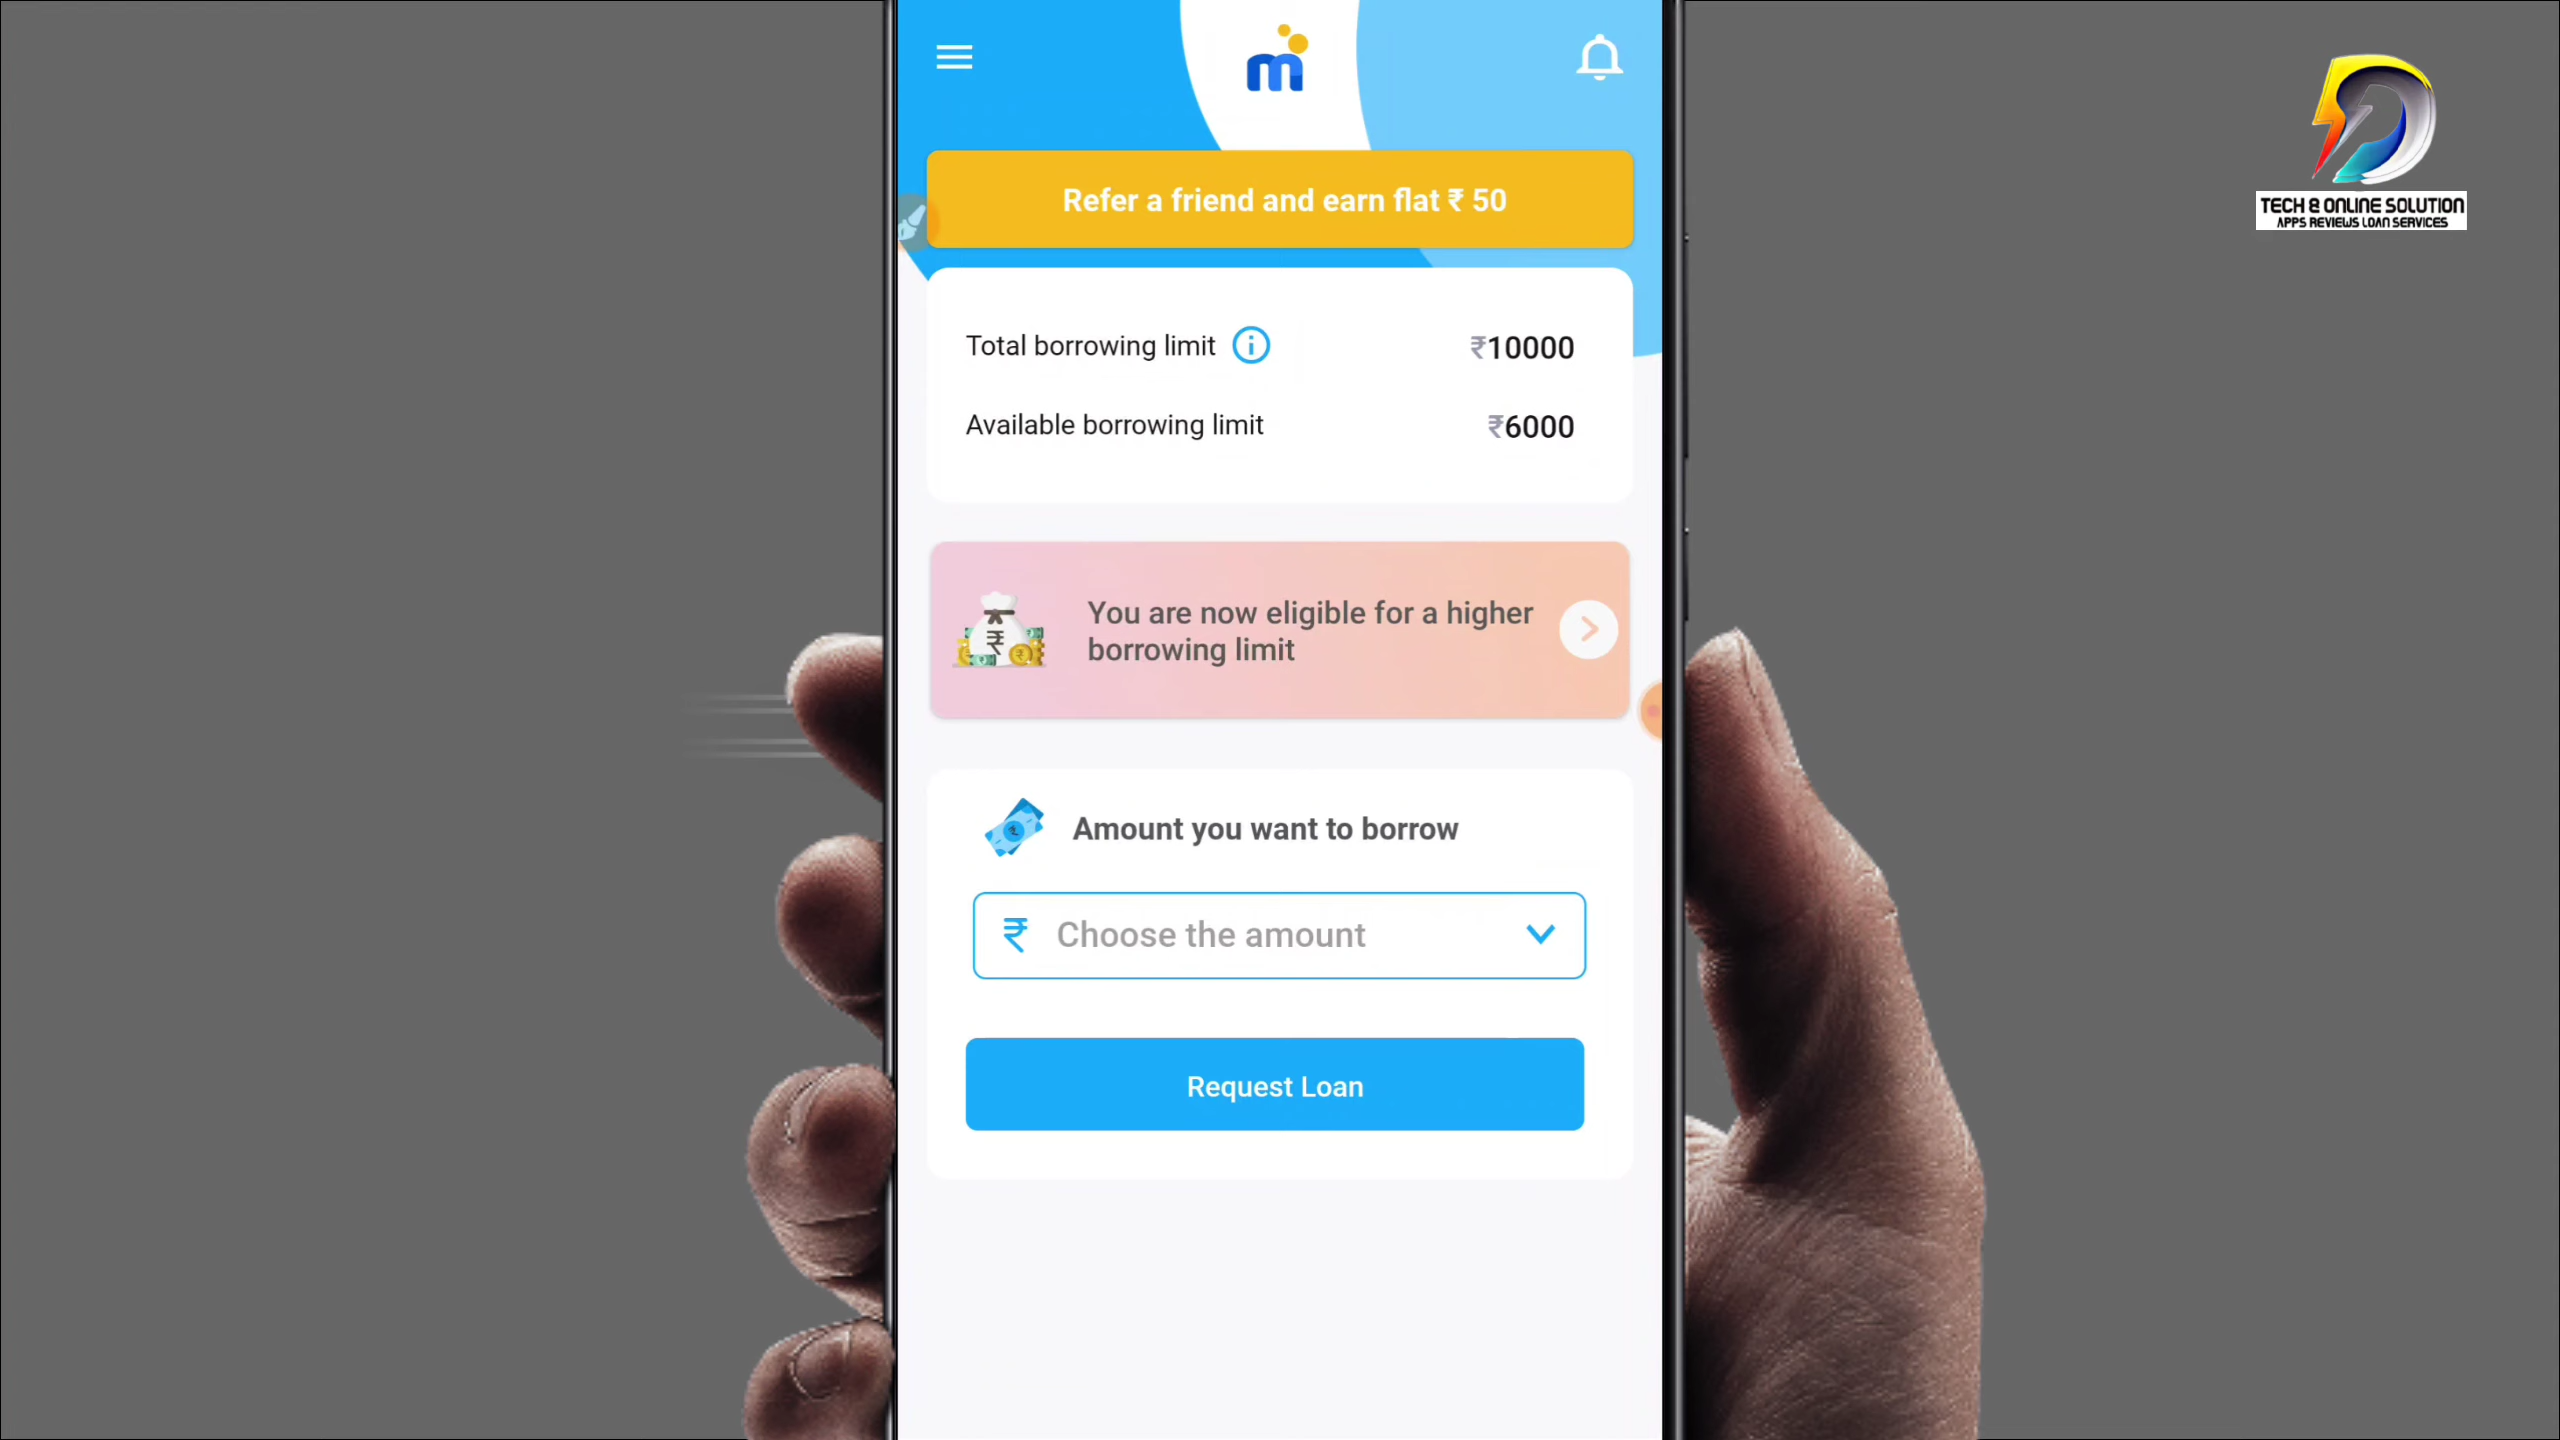 m
TECH & ONLINE SOLUTION
APPS REVIEWS LOAN SERVICES
Refer a friend and earn flat ₹ 50
Total borrowing limit ₹10000
Available borrowing limit ₹6000
You are now eligible for a higher
borrowing limit
Amount you want to borrow
₹ Choose the amount
Request Loan